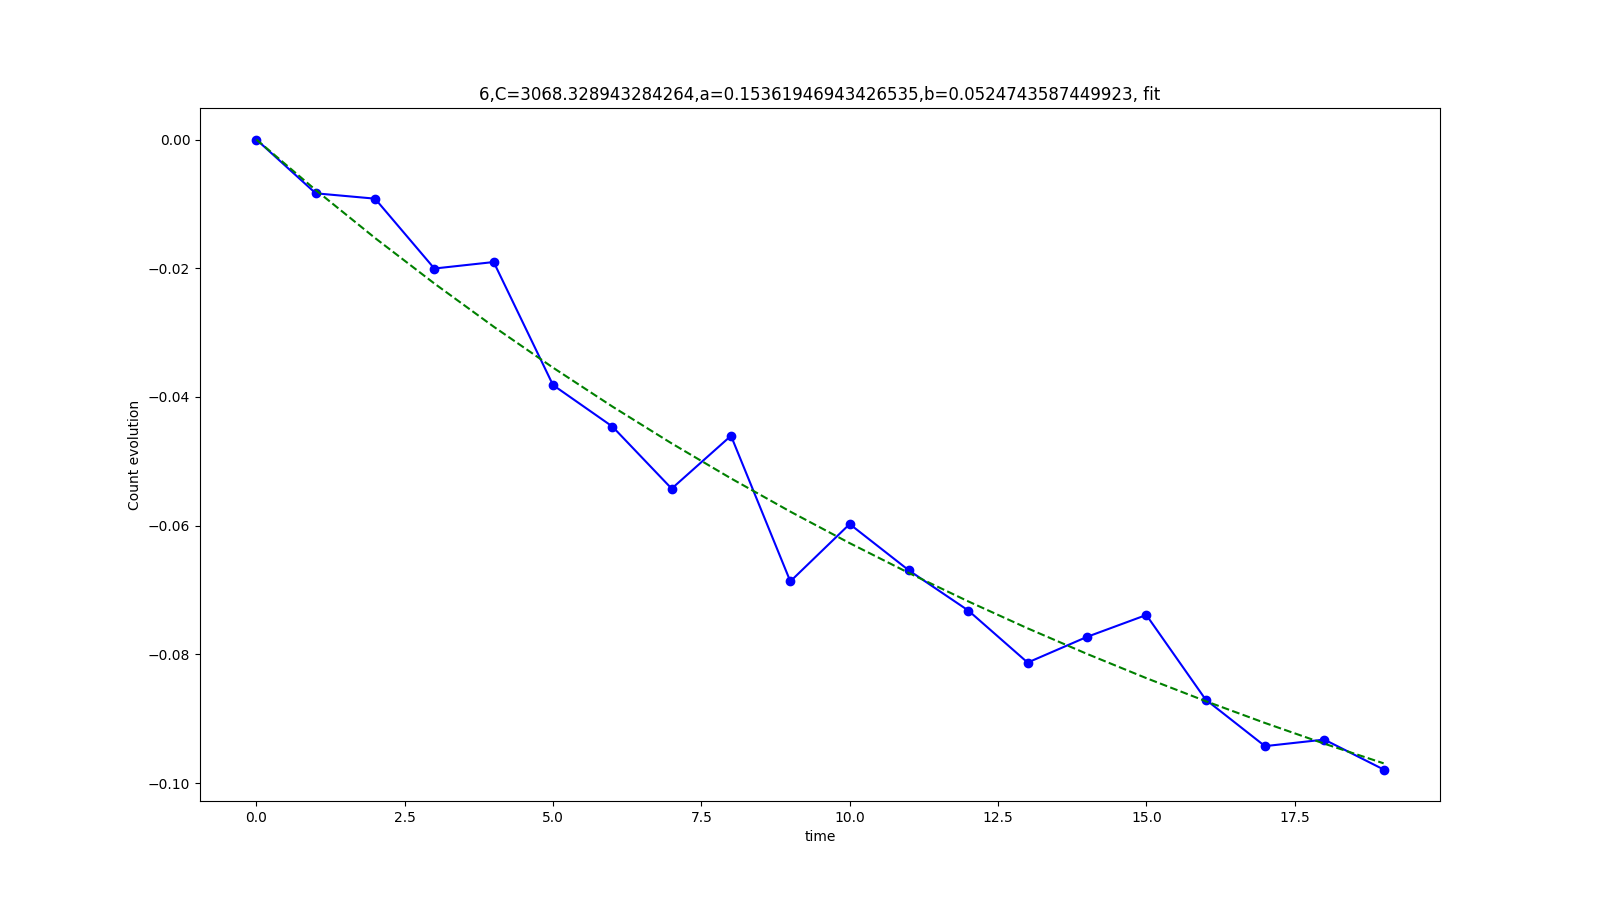 6,C=3068.328943284264,a=0.15361946943426535,b=0.0524743587449923, fit
0.00
−0.02
−0.04
−0.06
−0.08
−0.10
Count evolution
0.0 2.5 5.0 7.5 10.0 12.5 15.0 17.5
time